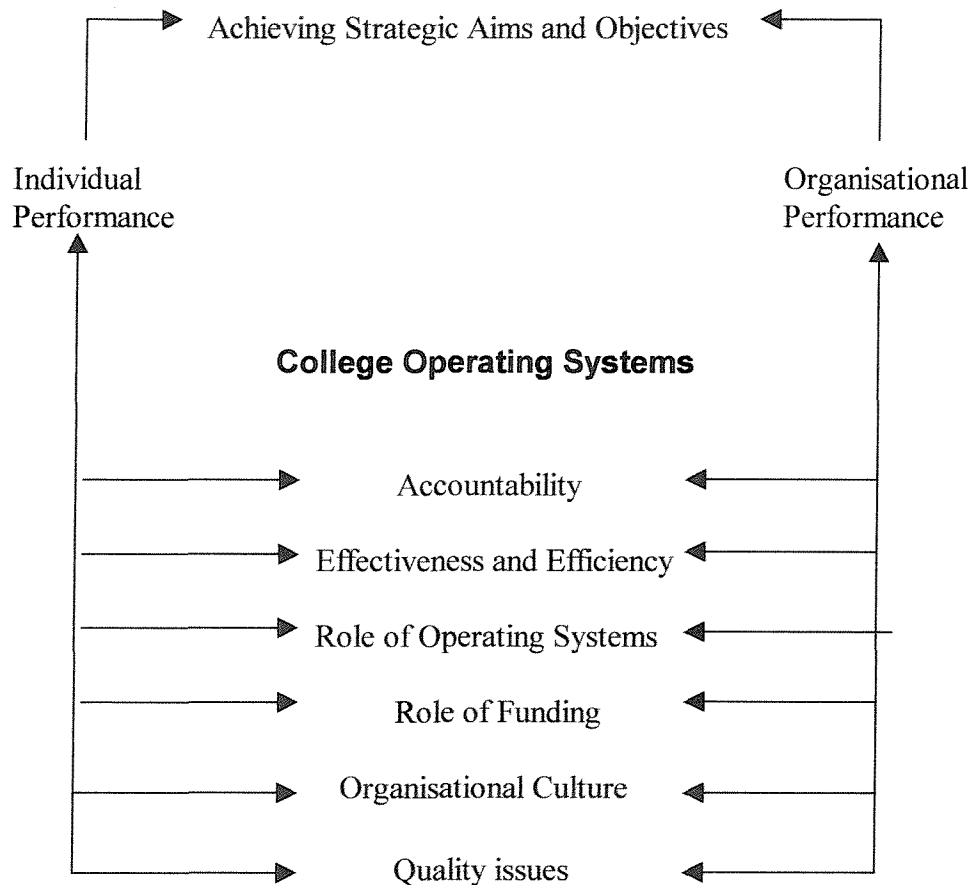 Achieving Strategic Aims and Objectives
Individual
Performance
Organisational
Performance
College Operating Systems
Accountability
Effectiveness and Efficiency
Role of Operating Systems
Role of Funding
Organisational Culture
Quality issues